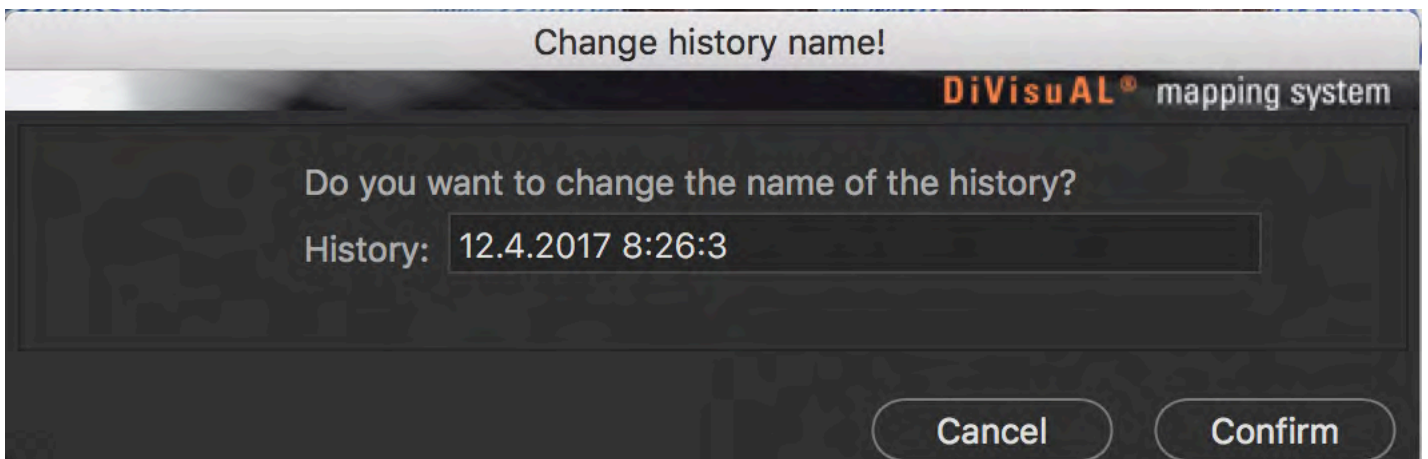 Change history name!
DiVisuAL® mapping system
Do you want to change the name of the history?
History: 12.4.2017 8:26:3
Cancel Confirm